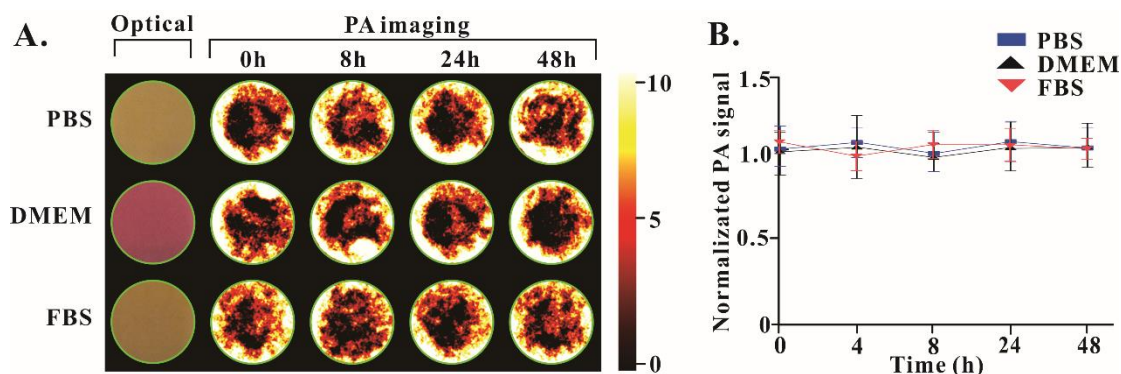 A.
Optical
PA imaging
0h 8h 24h 48h
PBS
DMEM
FBS
10
5
0
B.
PBS
DMEM
FBS
Normalizated PA signal
1.5
1.0
0.5
0
0 4 8 24 48
Time (h)